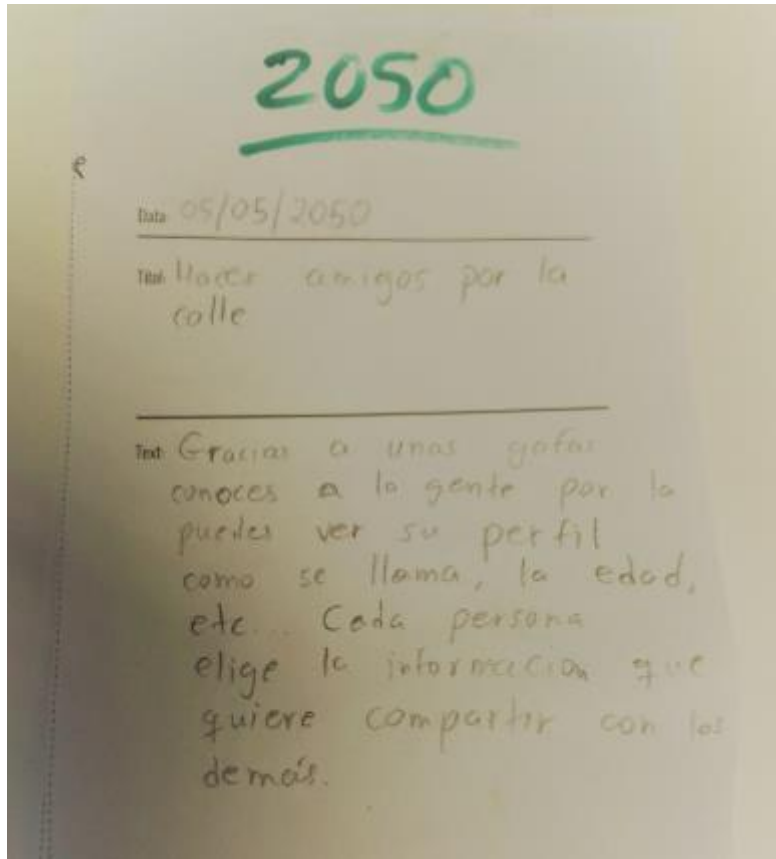 2050
e
Data: 05/05/2050
Títol: Hacer amigos por la
calle
Text: Gracias a unas gafas
conoces a la gente por la
puedes ver su perfil
como se llama, la edad,
etc... Cada persona
elige la informacion que
quiere compartir con los
demás.